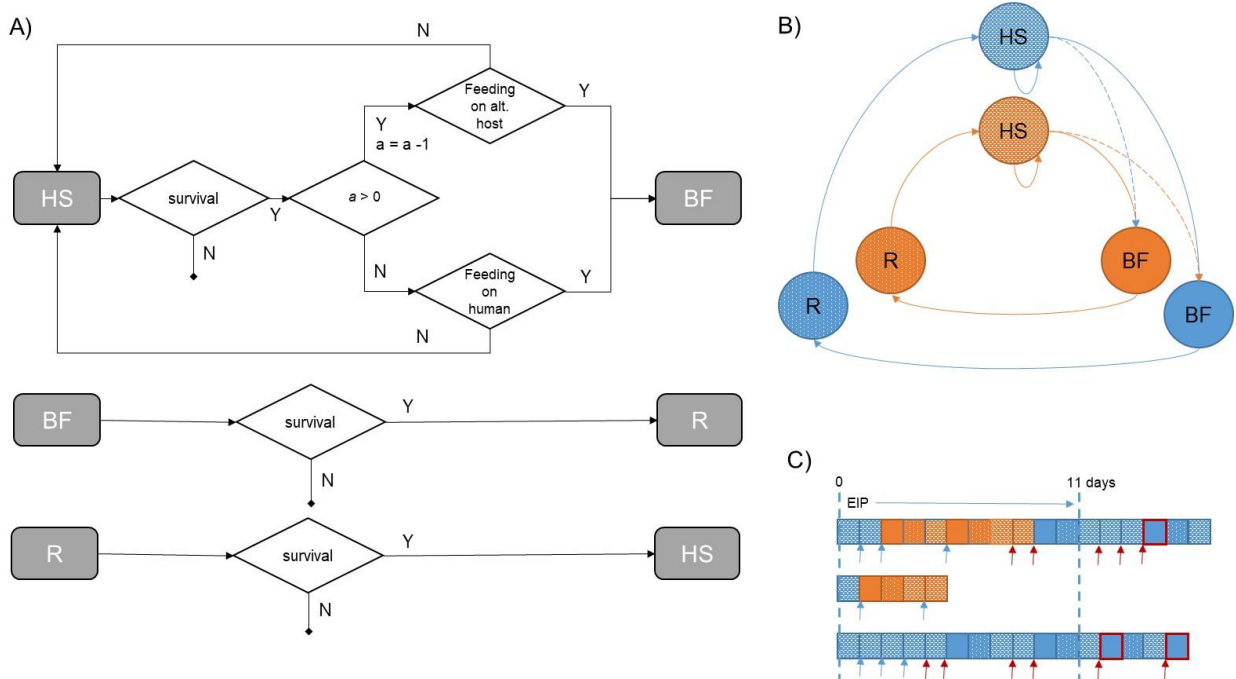 A)
N
Feeding
on alt.
host
Y
Y
a = a -1
HS
survival
Y
a > 0
BF
N
N
Feeding
on
human
Y
N
BF
survival
Y
R
N
R
survival
Y
HS
N
B)
HS
HS
R
BF
R
BF
C)
0
11 days
EIP